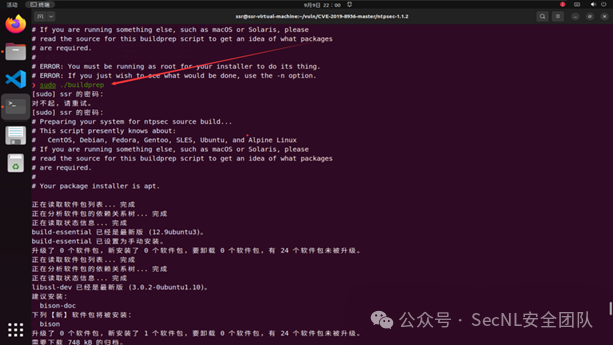 活动
终端
9月9日 22：00
ssr@ssr-virtual-machine:~/vuln/CVE-2019-8936-master/ntpsec-1.1.2
# If you are running something else, such as macOS or Solaris, please
# read the source for this buildprep script to get an idea of what packages
# are required.
#
# ERROR: You must be running as root for your installer to do its thing.
# ERROR: If you just wish to see what would be done, use the -n option.
❯ sudo ./buildprep
[sudo] ssr 的密码：
对不起，请重试。
[sudo] ssr 的密码：
# Preparing your system for ntpsec source build...
# This script presently knows about:
#   CentOS, Debian, Fedora, Gentoo, SLES, Ubuntu, and Alpine Linux
# If you are running something else, such as macOS or Solaris, please
# read the source for this buildprep script to get an idea of what packages
# are required.
#
# Your package installer is apt.
正在读取软件包列表... 完成
正在分析软件包的依赖关系树... 完成
正在读取状态信息... 完成
build-essential 已经是最新版 (12.9ubuntu3)。
build-essential 已设置为手动安装。
升级了 0 个软件包，新安装了 0 个软件包，要卸载 0 个软件包，有 24 个软件包未被升级。
正在读取软件包列表... 完成
正在分析软件包的依赖关系树... 完成
正在读取状态信息... 完成
libssl-dev 已经是最新版 (3.0.2-0ubuntu1.10)。
建议安装：
  bison-doc
下列【新】软件包将被安装：
  bison
升级了 0 个软件包，新安装了 1 个软件包，要卸载 0 个软件包，有 24 个软件包未被升级。
需要下载 748 kB 的归档。
公众号 · SecNL安全团队